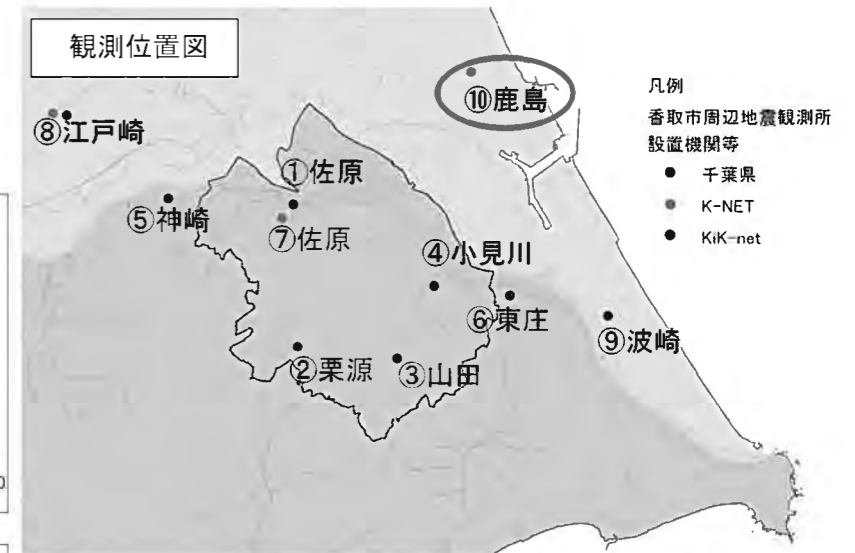 観測位置図
⑩鹿島
⑧江戸崎
①佐原
⑤神崎
⑦佐原
④小見川
⑥東庄
⑨波崎
②栗源
③山田
凡例
香取市周辺地震観測所
設置機関等
千葉県
K-NET
KiK-net
0